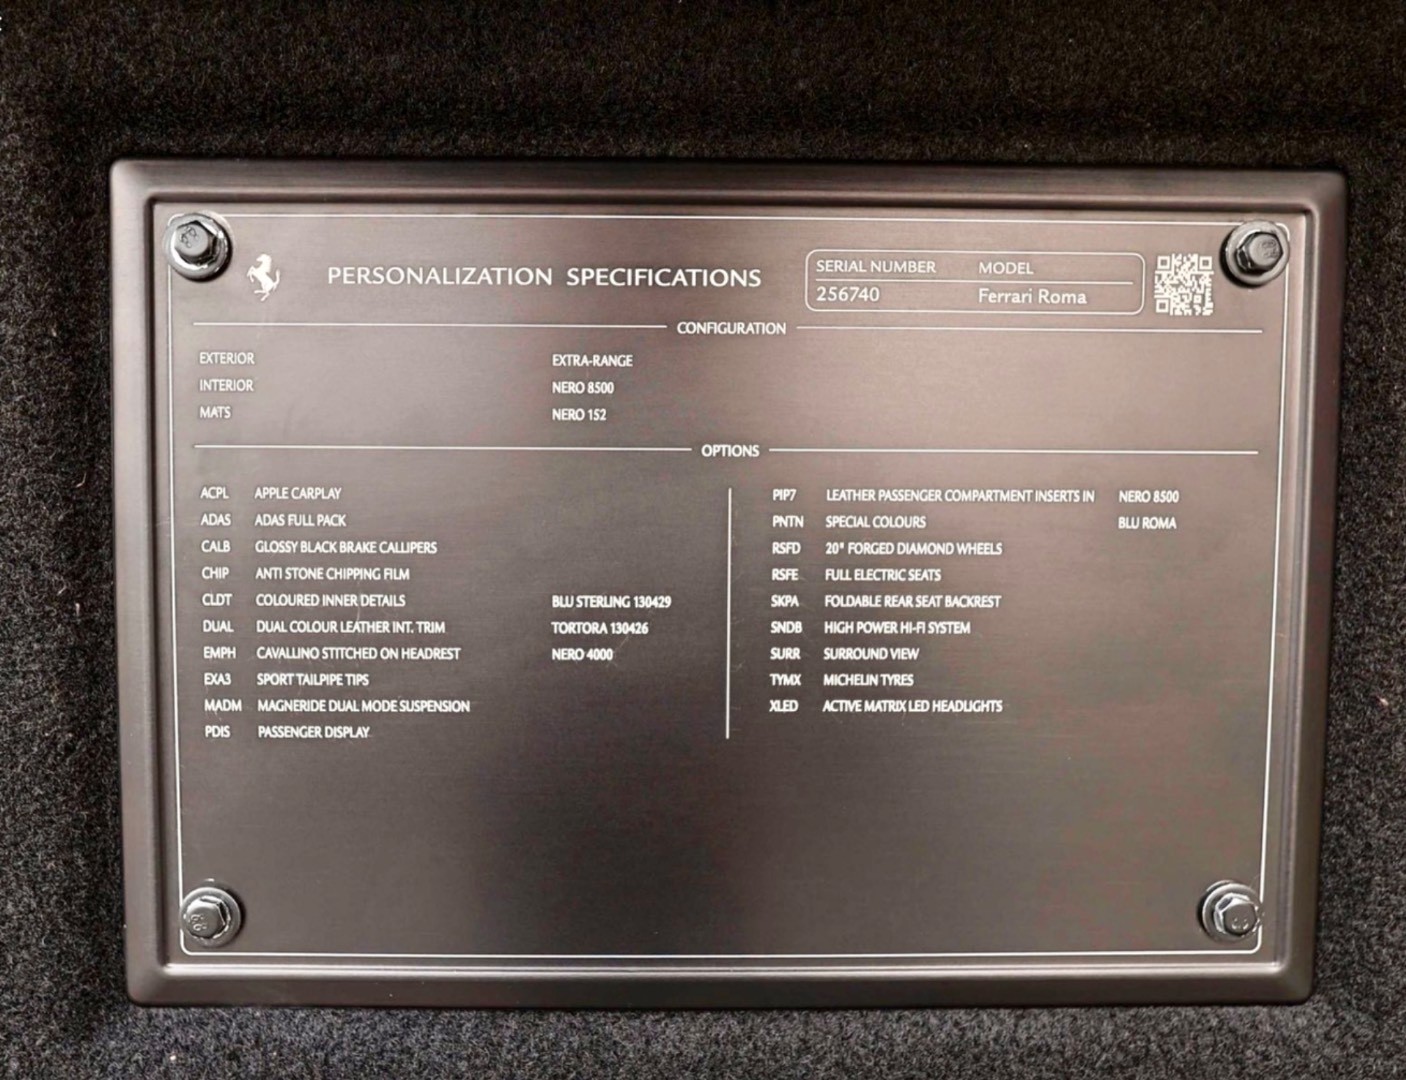 PERSONALIZATION SPECIFICATIONS
SERIAL NUMBER MODEL
256740 Ferrari Roma
CONFIGURATION
EXTERIOR EXTRA-RANGE
INTERIOR NERO 8500
MATS NERO 152
OPTIONS
ACPL APPLE CARPLAY
ADAS ADAS FULL PACK
CALB GLOSSY BLACK BRAKE CALLIPERS
CHIP ANTI STONE CHIPPING FILM
CLDT COLOURED INNER DETAILS BLU STERLING 130429
DUAL DUAL COLOUR LEATHER INT. TRIM TORTORA 130426
EMPH CAVALLINO STITCHED ON HEADREST NERO 4000
EXA3 SPORT TAILPIPE TIPS
MADM MAGNERIDE DUAL MODE SUSPENSION
PDIS PASSENGER DISPLAY
PIP7 LEATHER PASSENGER COMPARTMENT INSERTS IN NERO 8500
PNTN SPECIAL COLOURS BLU ROMA
RSFD 20" FORGED DIAMOND WHEELS
RSFE FULL ELECTRIC SEATS
SKPA FOLDABLE REAR SEAT BACKREST
SNDB HIGH POWER HI-FI SYSTEM
SURR SURROUND VIEW
TYMX MICHELIN TYRES
XLED ACTIVE MATRIX LED HEADLIGHTS